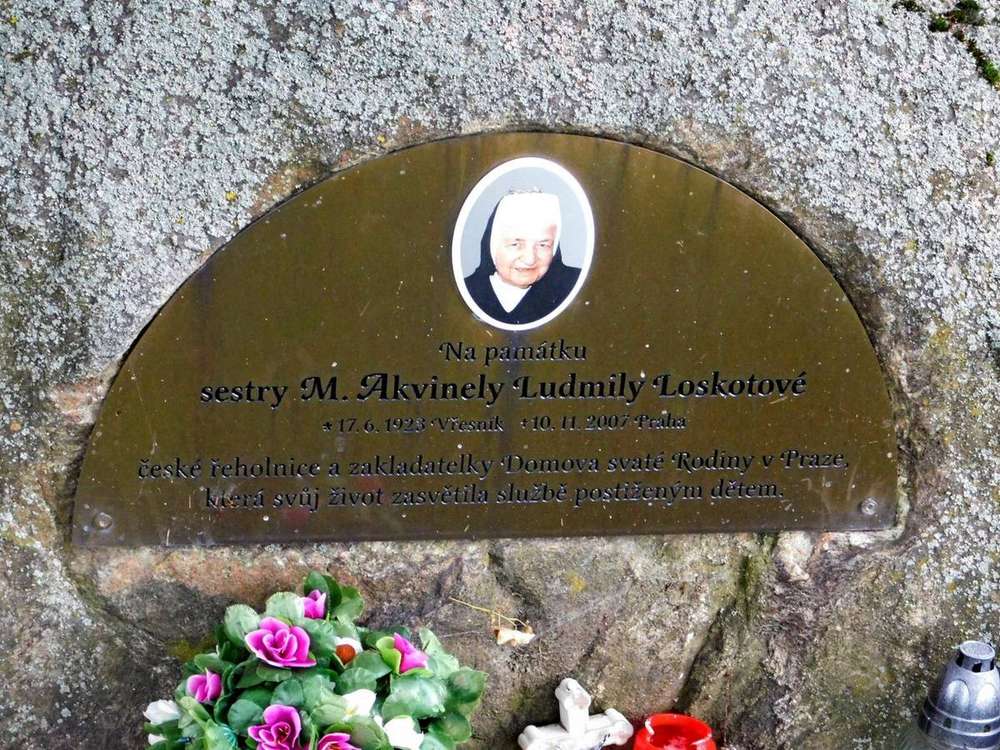 Na památku
sestry M. Akvinely Ludmily Loskotové
*17. 6. 1923 Vřesník +10. 11. 2007 Praha
české řeholnice a zakladatelky Domova svaté Rodiny v Praze,
která svůj život zasvětila službě postiženým dětem.